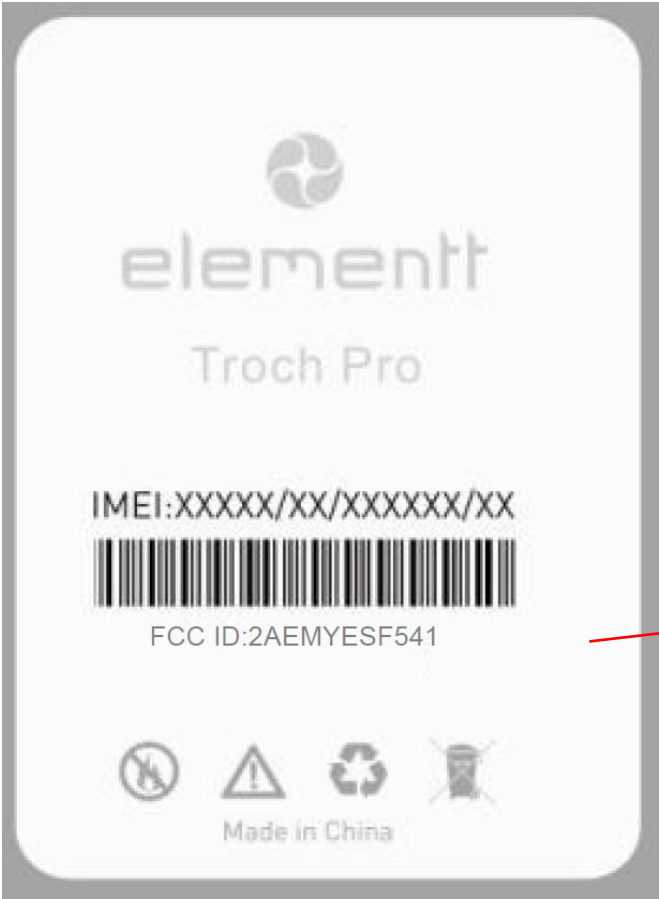 elementt
Troch Pro
IMEI:XXXXX/XX/XXXXXX/XX
FCC ID:2AEMYESF541
Made in China